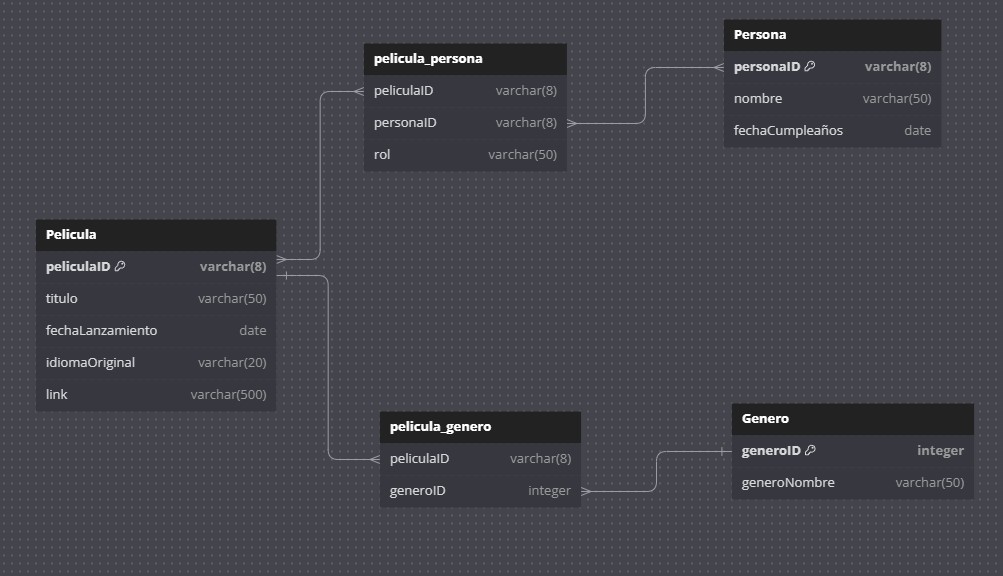 Persona
personaID varchar(8)
nombre varchar(50)
fechaCumpleaños date
pelicula_persona
peliculaID varchar(8)
personaID varchar(8)
rol varchar(50)
Pelicula
peliculaID varchar(8)
titulo varchar(50)
fechaLanzamiento date
idiomaOriginal varchar(20)
link varchar(500)
pelicula_genero
peliculaID varchar(8)
generoID integer
Genero
generoID integer
generoNombre varchar(50)